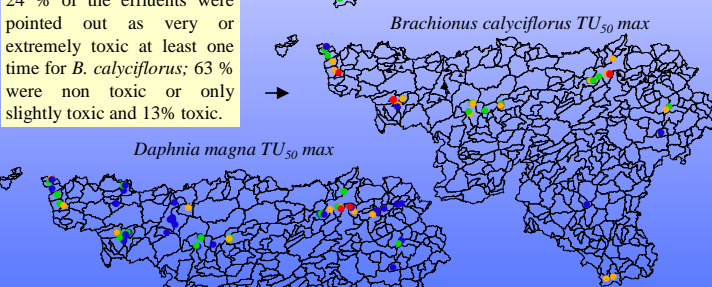 24 % of the effluents were
pointed out as very or
extremely toxic at least one
time for B. calyciflorus; 63 %
were non toxic or only
slightly toxic and 13% toxic.
Brachionus calyciflorus TU50 max
Daphnia magna TU50 max